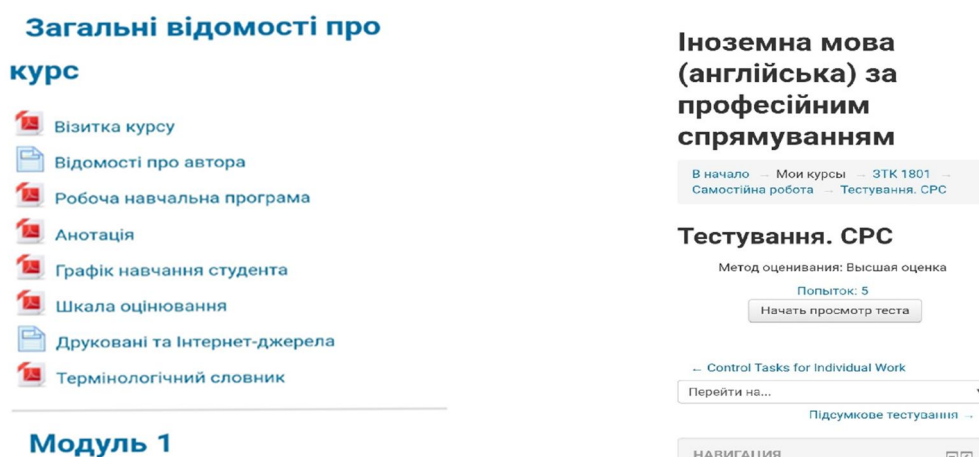 Загальні відомості про
курс
Візитка курсу
Відомості про автора
Робоча навчальна програма
Анотація
Графік навчання студента
Шкала оцінювання
Друковані та Інтернет-джерела
Термінологічний словник
Модуль 1
Іноземна мова
(англійська) за
професійним
спрямуванням
В начало → Мои курсы → ЗТК 1801 →
Самостійна робота → Тестування. СРС
Тестування. СРС
Метод оценивания: Высшая оценка
Попыток: 5
Начать просмотр теста
← Control Tasks for Individual Work
Перейти на...
Підсумкове тестування →
НАВИГАЦИЯ